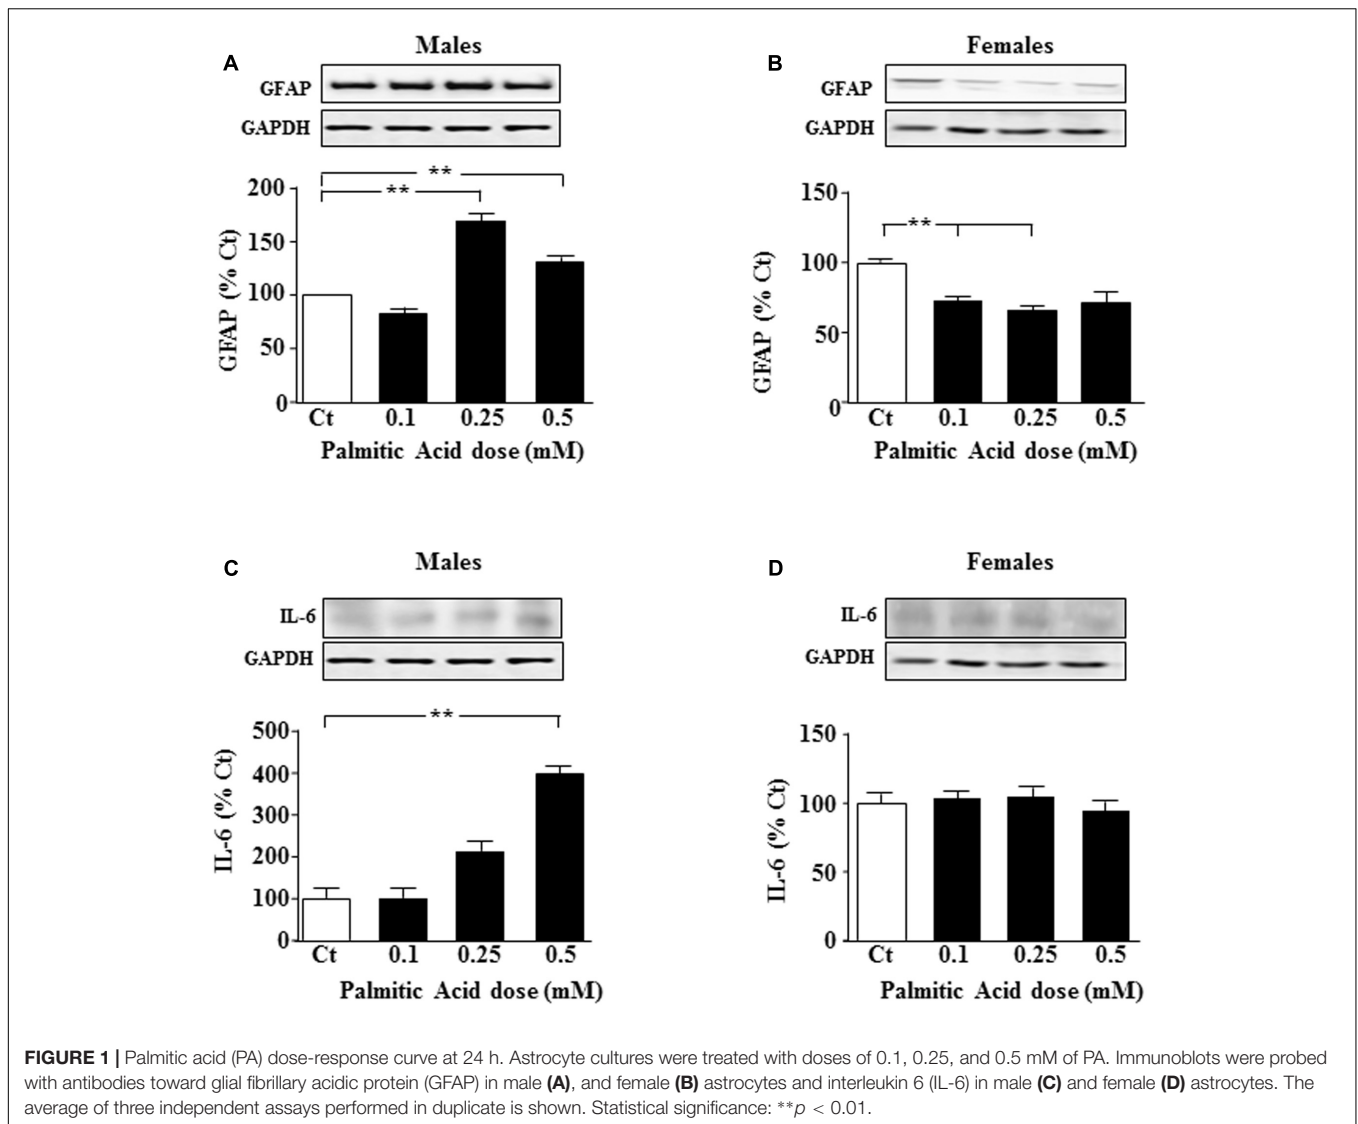 A
Males
GFAP
GAPDH
**
**
GFAP (% Ct)
200
150
100
50
0
Ct 0.1 0.25 0.5
Palmitic Acid dose (mM)
B
Females
GFAP
GAPDH
**
GFAP (% Ct)
150
100
50
0
Ct 0.1 0.25 0.5
Palmitic Acid dose (mM)
C
Males
IL-6
GAPDH
**
IL-6 (% Ct)
500
400
300
200
100
0
Ct 0.1 0.25 0.5
Palmitic Acid dose (mM)
D
Females
IL-6
GAPDH
IL-6 (% Ct)
150
100
50
0
Ct 0.1 0.25 0.5
Palmitic Acid dose (mM)
FIGURE 1 | Palmitic acid (PA) dose-response curve at 24 h. Astrocyte cultures were treated with doses of 0.1, 0.25, and 0.5 mM of PA. Immunoblots were probed
with antibodies toward glial fibrillary acidic protein (GFAP) in male (A), and female (B) astrocytes and interleukin 6 (IL-6) in male (C) and female (D) astrocytes. The
average of three independent assays performed in duplicate is shown. Statistical significance: **p < 0.01.